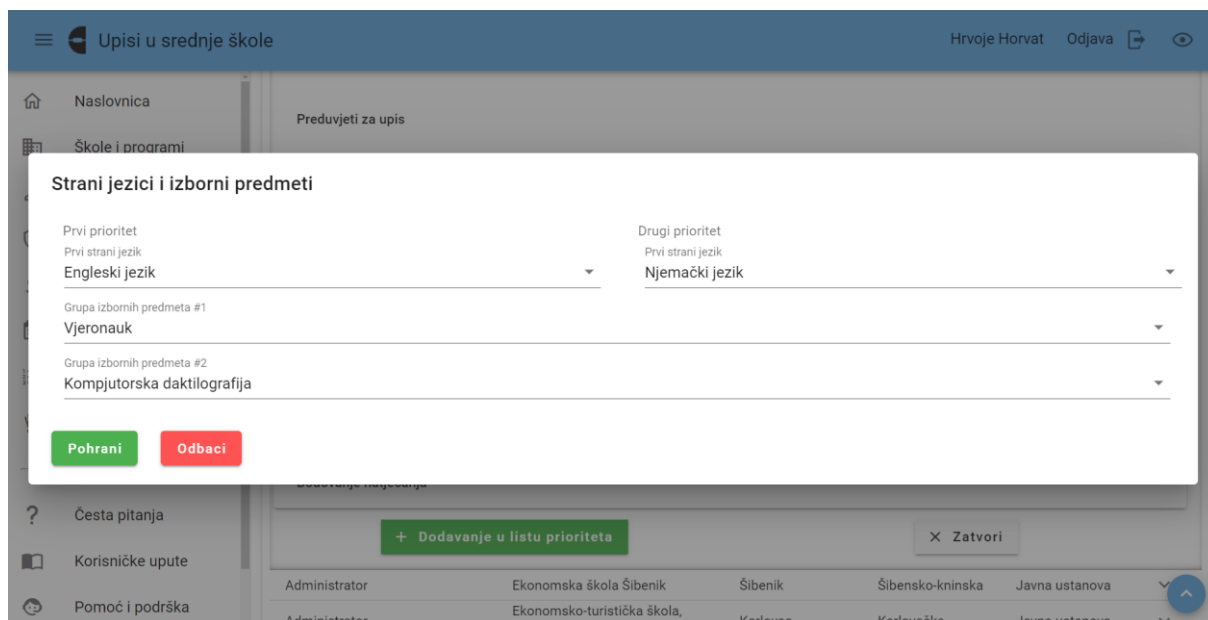 Upisi u srednje škole
Hrvoje Horvat Odjava
Naslovnica
Škole i programi
Preduvjeti za upis
Strani jezici i izborni predmeti
Prvi prioritet
Drugi prioritet
Prvi strani jezik
Prvi strani jezik
Engleski jezik
Njemački jezik
Grupa izbornih predmeta #1
Vjeronauk
Grupa izbornih predmeta #2
Kompjutorska daktilografija
Pohrani
Odbaci
Česta pitanja
Korisničke upute
Pomoć i podrška
+ Dodavanje u listu prioriteta
Zatvori
Administrator Ekonomska škola Šibenik Šibenik Šibensko-kninska Javna ustanova
Ekonomsko-turistička škola,